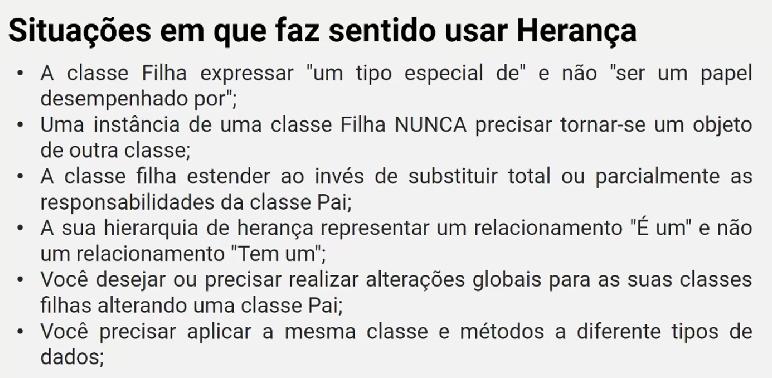 Situações em que faz sentido usar Herança
• A classe Filha expressar "um tipo especial de" e não "ser um papel
desempenhado por";
• Uma instância de uma classe Filha NUNCA precisar tornar-se um objeto
de outra classe;
• A classe filha estender ao invés de substituir total ou parcialmente as
responsabilidades da classe Pai;
• A sua hierarquia de herança representar um relacionamento "É um" e não
um relacionamento "Tem um";
• Você desejar ou precisar realizar alterações globais para as suas classes
filhas alterando uma classe Pai;
• Você precisar aplicar a mesma classe e métodos a diferente tipos de
dados;